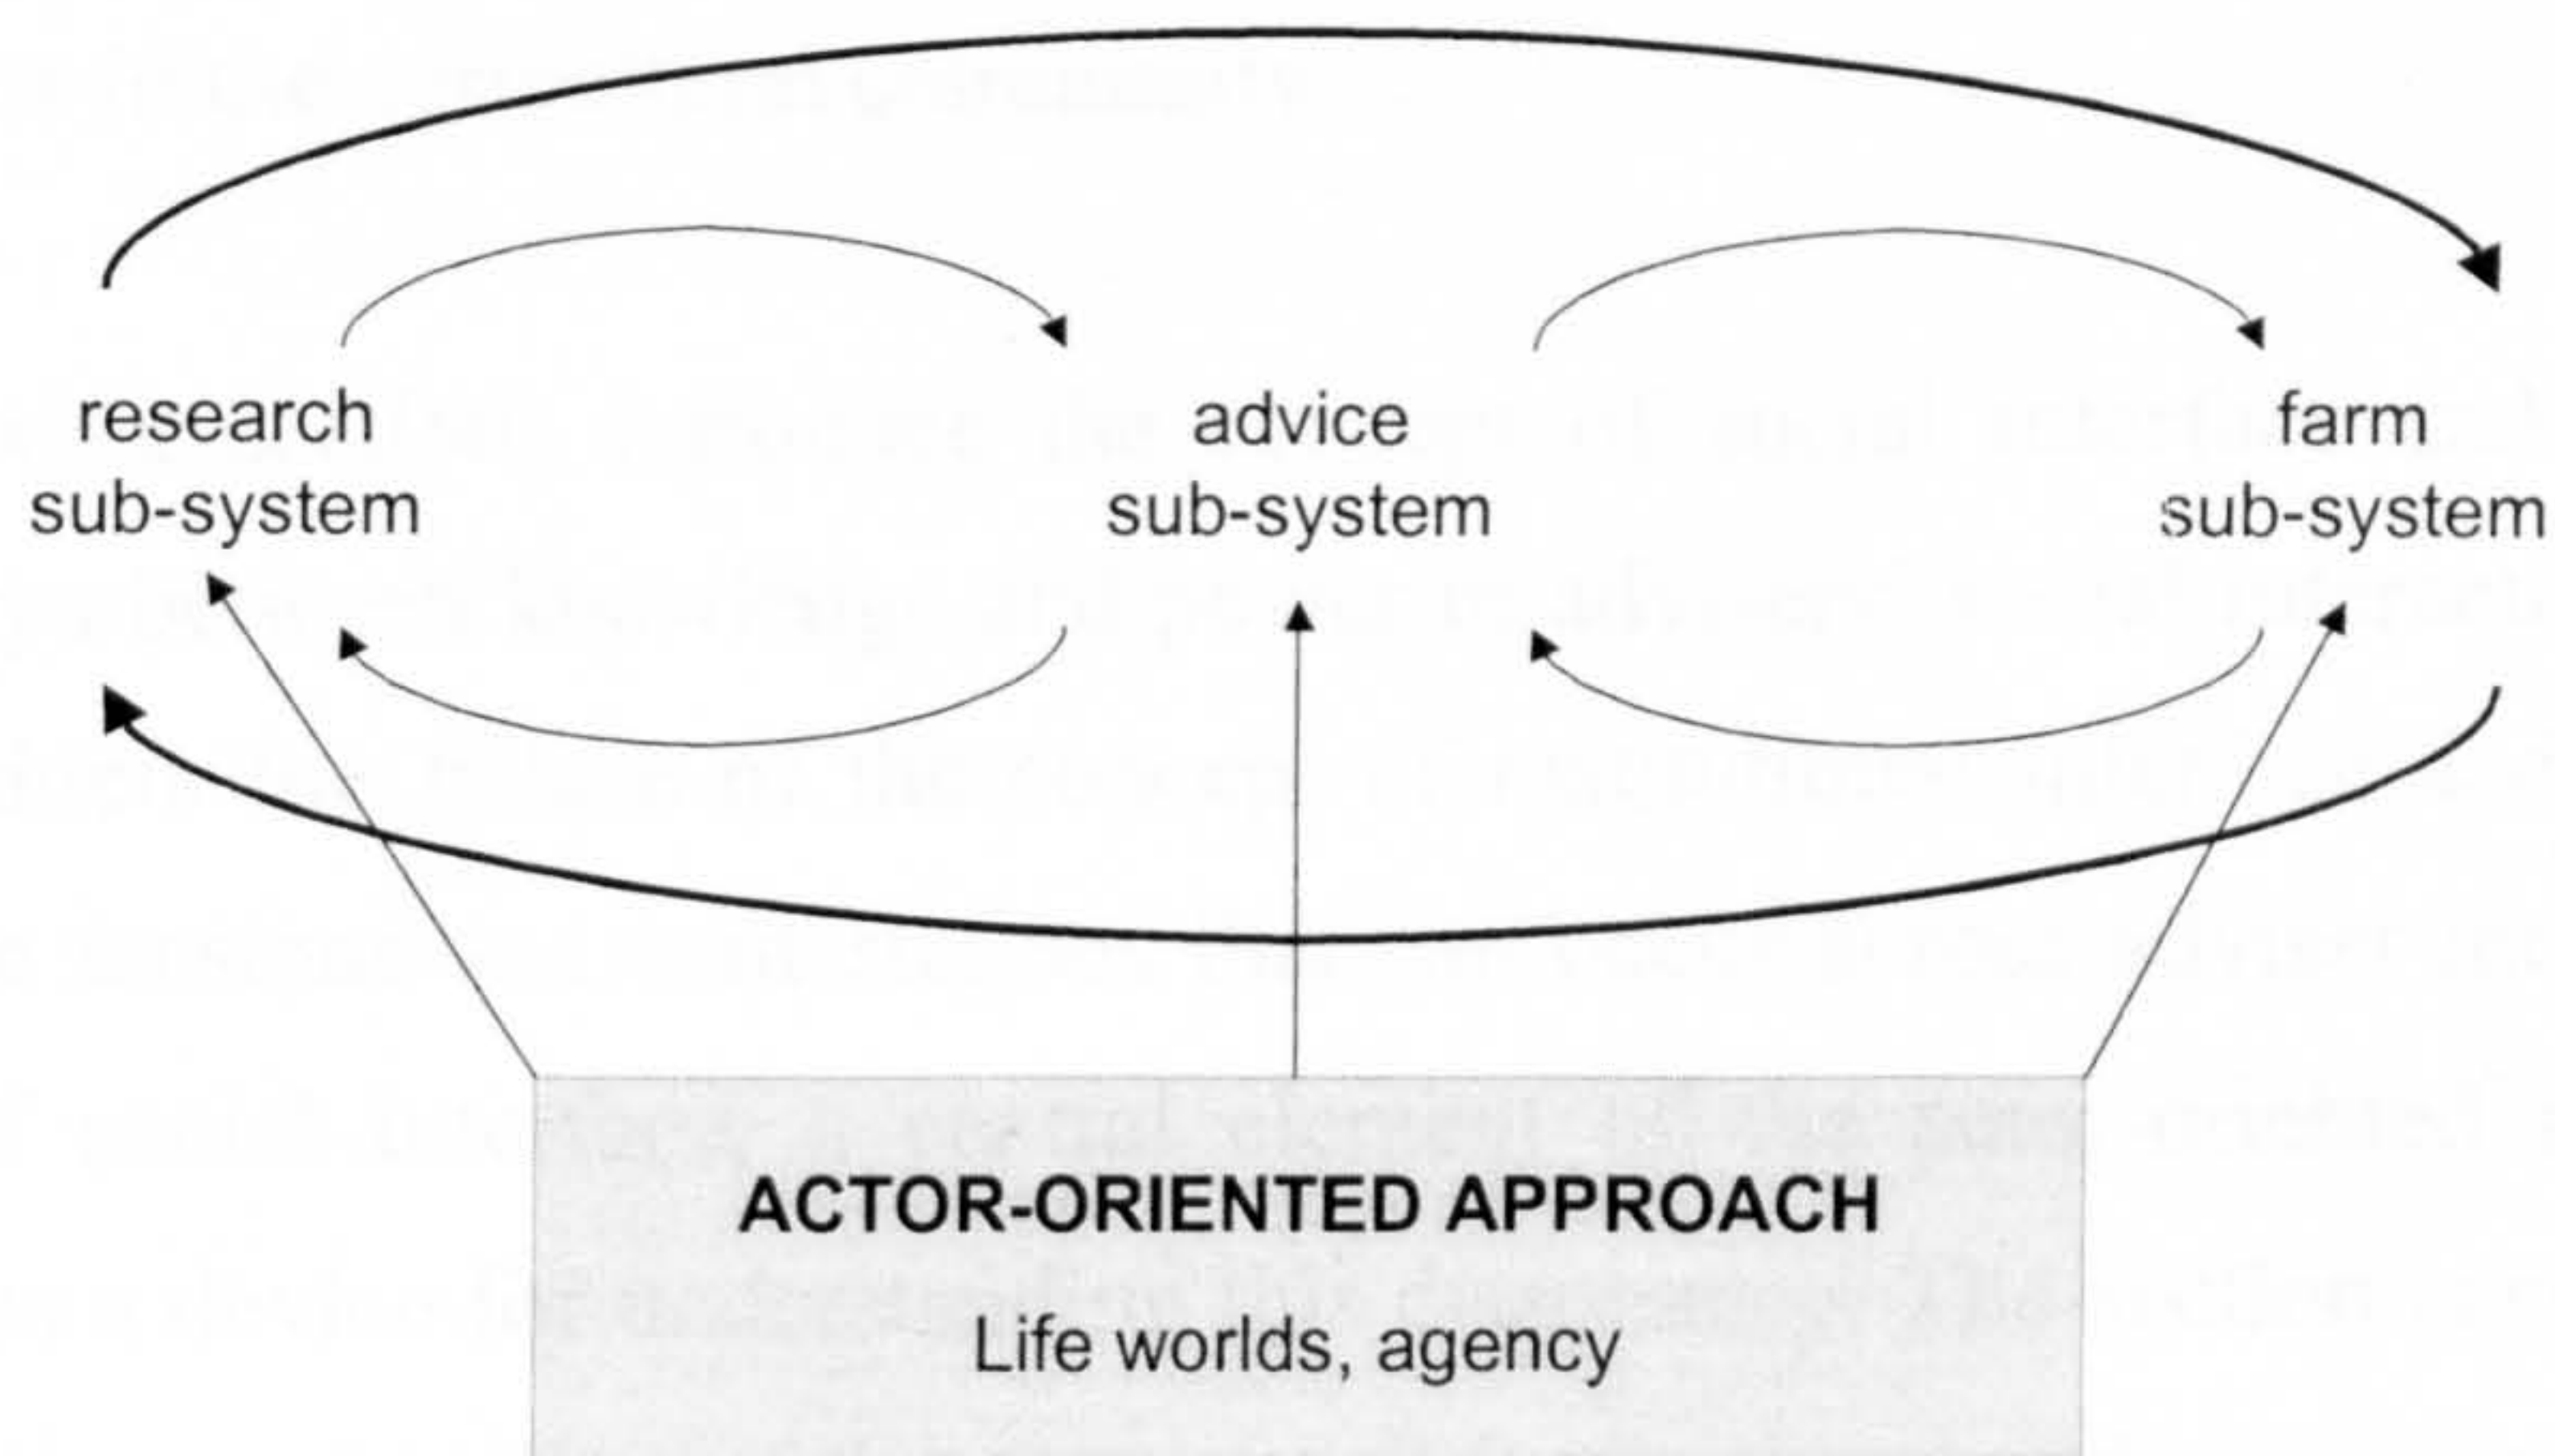 research
sub-system
advice
sub-system
farm
sub-system
ACTOR-ORIENTED APPROACH
Life worlds, agency